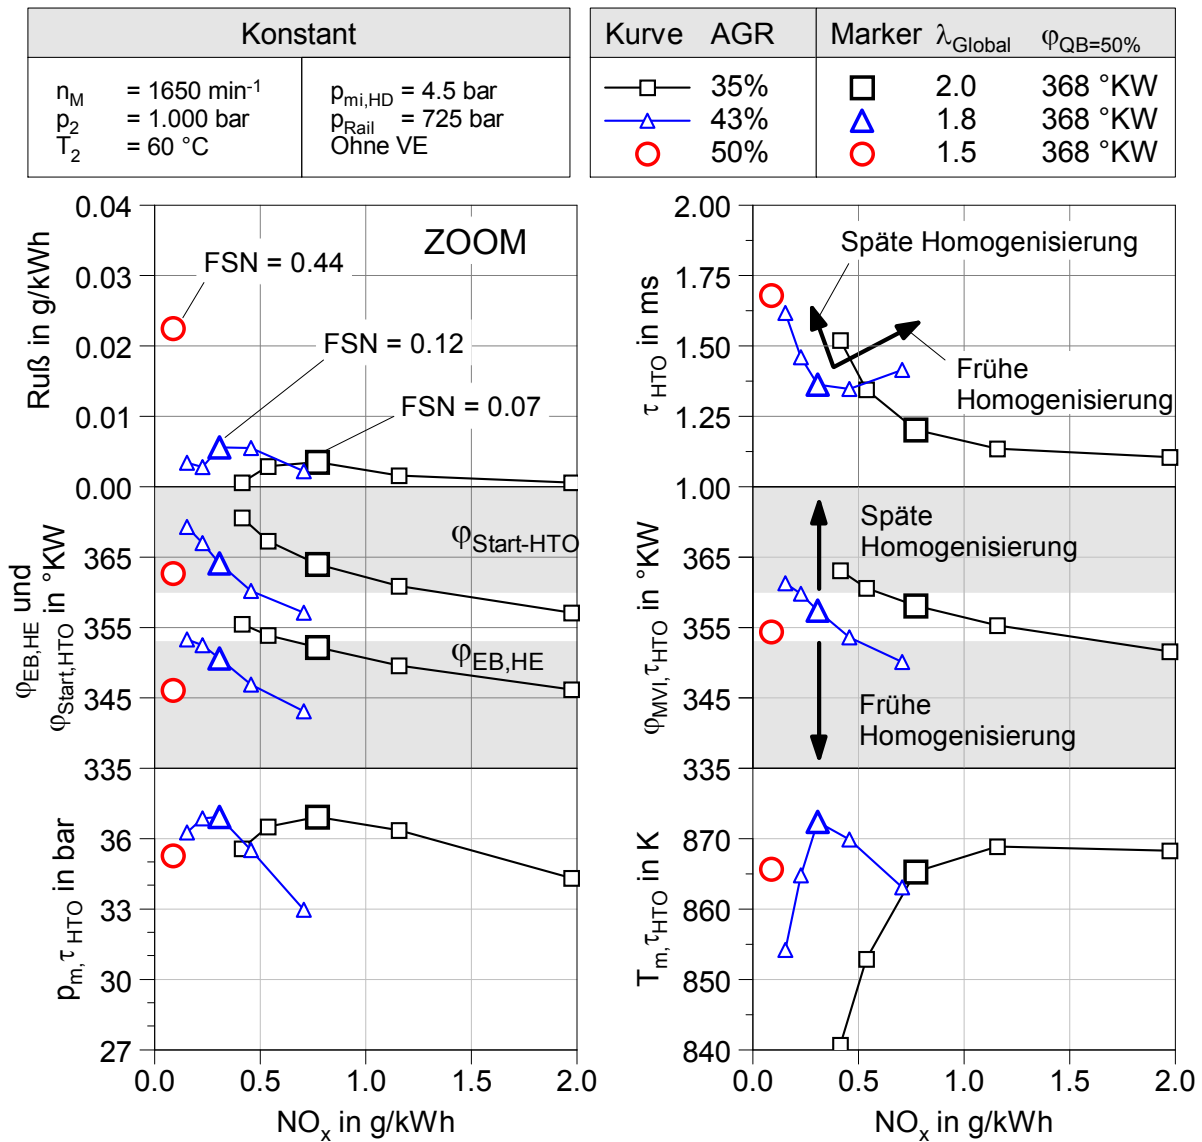 Konstant
n_M = 1650 min⁻¹
p_2 = 1.000 bar
T_2 = 60 °C
p_mi,HD = 4.5 bar
p_Rail = 725 bar
Ohne VE
Kurve AGR Marker λ_Global φ_QB=50%
35% 2.0 368 °KW
43% 1.8 368 °KW
50% 1.5 368 °KW
Ruß in g/kWh
0.04
0.03
0.02
0.01
0.00
ZOOM
FSN = 0.44
FSN = 0.12
FSN = 0.07
τ_HTO in ms
2.00
1.75
1.50
1.25
1.00
Späte Homogenisierung
Frühe
Homogenisierung
φ_EB,HE und
φ_Start,HTO in °KW
365
355
345
335
φ_Start-HTO
φ_EB,HE
φ_MVI,τ_HTO in °KW
365
355
345
335
Späte
Homogenisierung
Frühe
Homogenisierung
p_m,τ_HTO in bar
36
33
30
27
0.0 0.5 1.0 1.5 2.0
NO_x in g/kWh
T_m,τ_HTO in K
870
860
850
840
0.0 0.5 1.0 1.5 2.0
NO_x in g/kWh